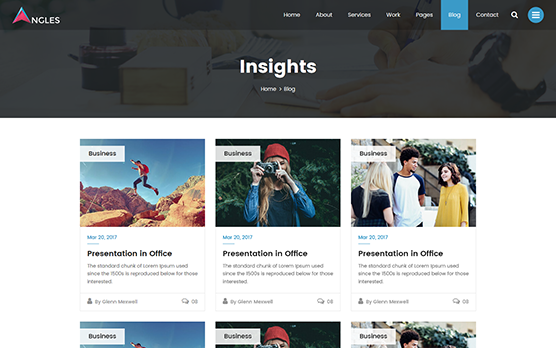 ANGLES
Home About Services Work Pages Blog Contact
Insights
Home > Blog
Business
Mar 20, 2017
Presentation in Office
The standard chunk of Lorem Ipsum used
since the 1500s is reproduced below for those
interested.
By Glenn Maxwell
08
Business
Mar 20, 2017
Presentation in Office
The standard chunk of Lorem Ipsum used
since the 1500s is reproduced below for those
interested.
By Glenn Maxwell
08
Business
Mar 20, 2017
Presentation in Office
The standard chunk of Lorem Ipsum used
since the 1500s is reproduced below for those
interested.
By Glenn Maxwell
08
Business
Business
Business